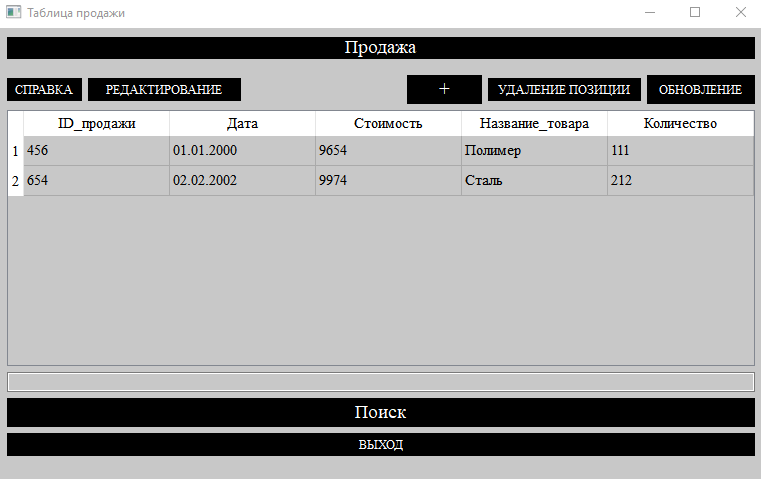 Таблица продажи
Продажа
СПРАВКА РЕДАКТИРОВАНИЕ + УДАЛЕНИЕ ПОЗИЦИИ ОБНОВЛЕНИЕ
ID_продажи Дата Стоимость Название_товара Количество
1 456 01.01.2000 9654 Полимер 111
2 654 02.02.2002 9974 Сталь 212
Поиск
ВЫХОД